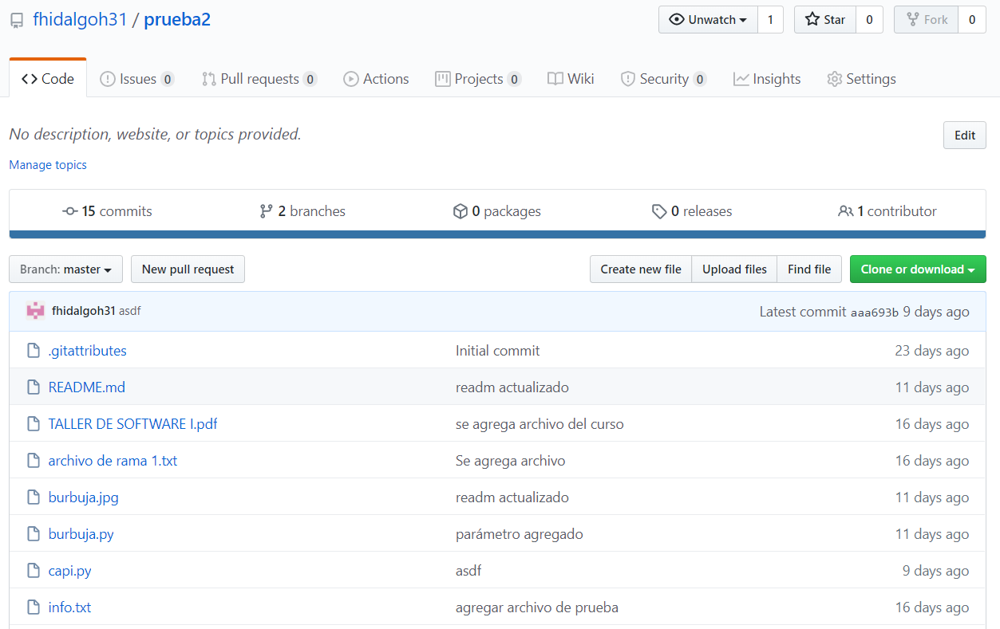 fhidalgoh31 / prueba2 Unwatch 1 Star 0 Fork 0
Code Issues 0 Pull requests 0 Actions Projects 0 Wiki Security 0 Insights Settings
No description, website, or topics provided. Edit
Manage topics
15 commits 2 branches 0 packages 0 releases 1 contributor
Branch: master New pull request Create new file Upload files Find file Clone or download
fhidalgoh31 asdf Latest commit aaa693b 9 days ago
.gitattributes Initial commit 23 days ago
README.md readm actualizado 11 days ago
TALLER DE SOFTWARE I.pdf se agrega archivo del curso 16 days ago
archivo de rama 1.txt Se agrega archivo 16 days ago
burbuja.jpg readm actualizado 11 days ago
burbuja.py parámetro agregado 11 days ago
capi.py asdf 9 days ago
info.txt agregar archivo de prueba 16 days ago